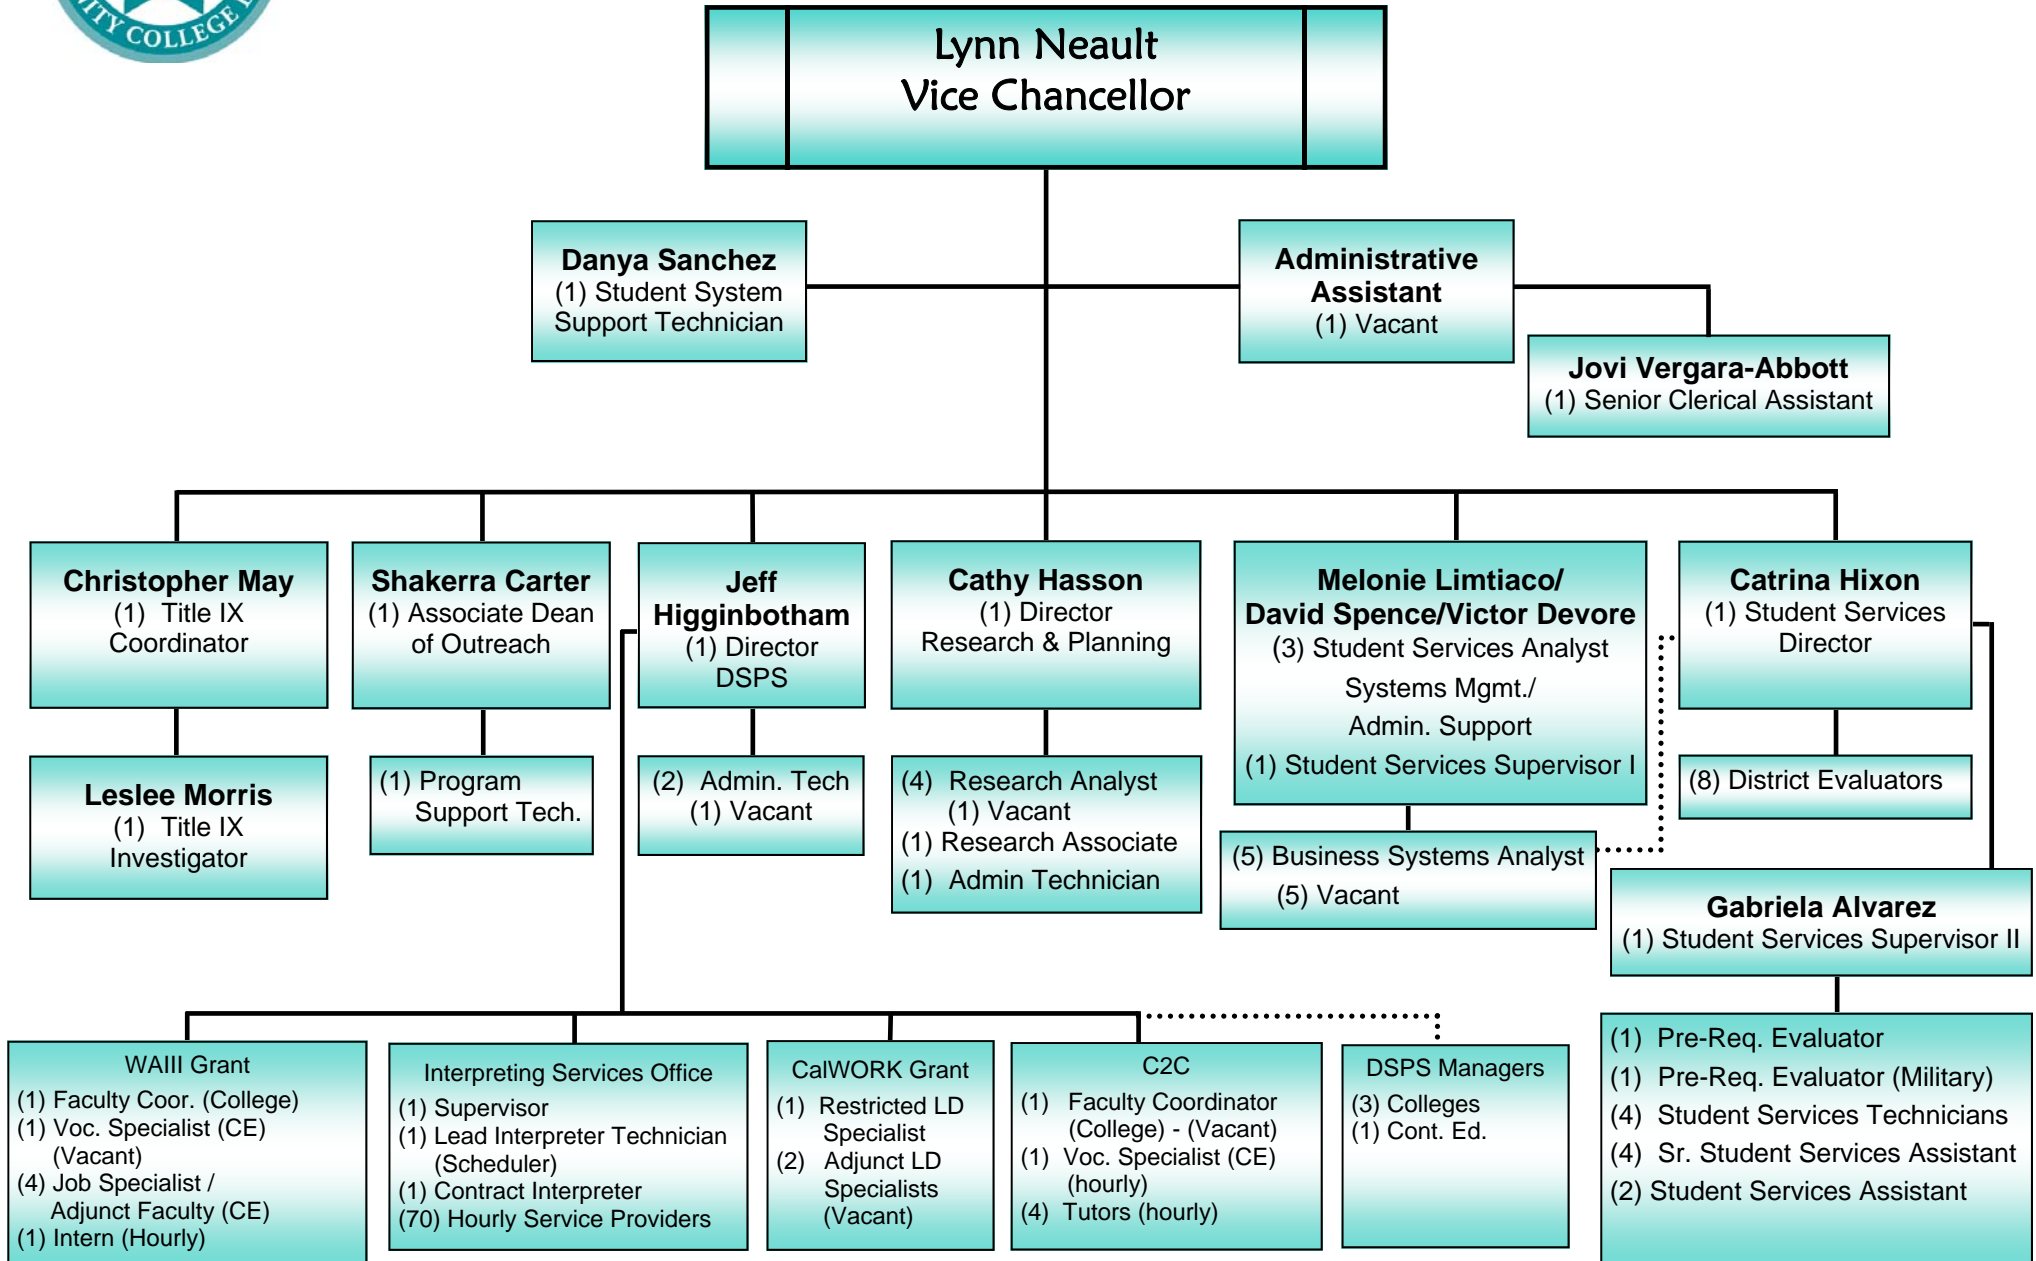 COLLEGE
Lynn Neault
Vice Chancellor
Danya Sanchez
(1) Student System
Support Technician
Administrative
Assistant
(1) Vacant
Jovi Vergara-Abbott
(1) Senior Clerical Assistant
Christopher May
(1) Title IX
Coordinator
Shakerra Carter
(1) Associate Dean
of Outreach
Jeff
Higginbotham
(1) Director
DSPS
Cathy Hasson
(1) Director
Research & Planning
Melonie Limtiaco/
David Spence/Victor Devore
(3) Student Services Analyst
Systems Mgmt./
Admin. Support
(1) Student Services Supervisor I
Catrina Hixon
(1) Student Services
Director
Leslee Morris
(1) Title IX
Investigator
(1) Program
Support Tech.
(2) Admin. Tech
(1) Vacant
(4) Research Analyst
(1) Vacant
(1) Research Associate
(1) Admin Technician
(5) Business Systems Analyst
(5) Vacant
(8) District Evaluators
Gabriela Alvarez
(1) Student Services Supervisor II
WAIII Grant
(1) Faculty Coor. (College)
(1) Voc. Specialist (CE)
(Vacant)
(4) Job Specialist /
Adjunct Faculty (CE)
(1) Intern (Hourly)
Interpreting Services Office
(1) Supervisor
(1) Lead Interpreter Technician
(Scheduler)
(1) Contract Interpreter
(70) Hourly Service Providers
CalWORK Grant
(1) Restricted LD
Specialist
(2) Adjunct LD
Specialists
(Vacant)
C2C
(1) Faculty Coordinator
(College) - (Vacant)
(1) Voc. Specialist (CE)
(hourly)
(4) Tutors (hourly)
DSPS Managers
(3) Colleges
(1) Cont. Ed.
(1) Pre-Req. Evaluator
(1) Pre-Req. Evaluator (Military)
(4) Student Services Technicians
(4) Sr. Student Services Assistant
(2) Student Services Assistant